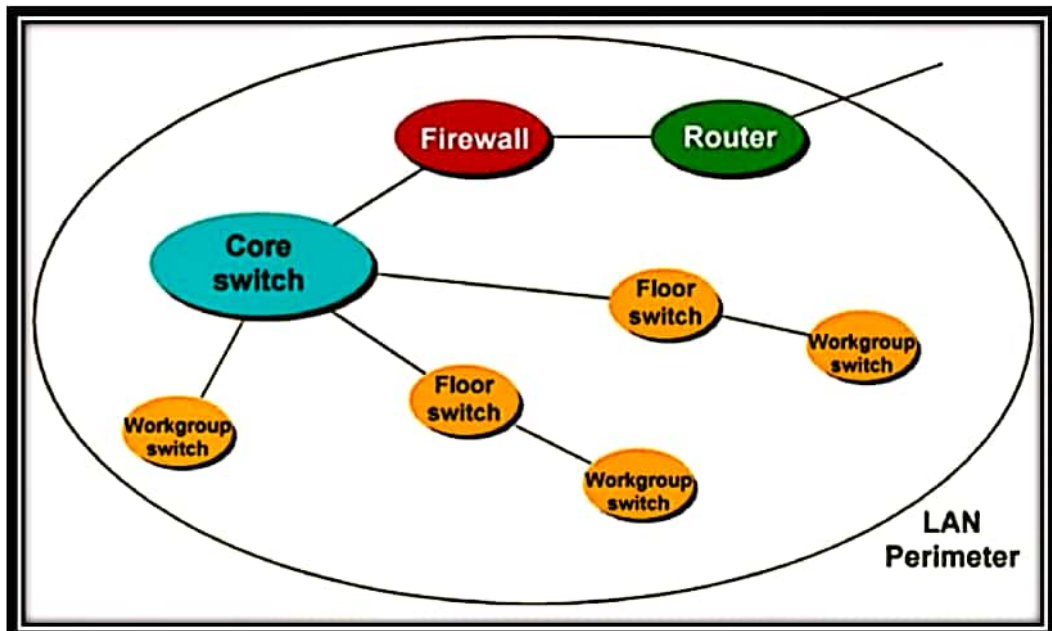 Firewall
Router
Core
switch
Floor
switch
Workgroup
switch
Floor
switch
Workgroup
switch
Workgroup
switch
LAN
Perimeter